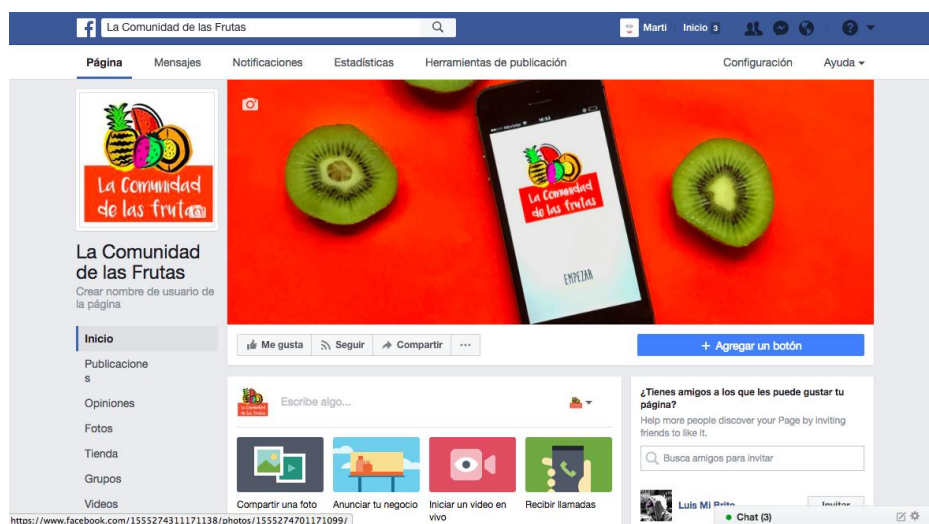 La Comunidad de las Frutas
Marti Inicio 3
Página Mensajes Notificaciones Estadísticas Herramientas de publicación Configuración Ayuda
La Comunidad
de las frutas
16:53
La Comunidad
de las frutas
EMPEZAR
La Comunidad
de las Frutas
Crear nombre de usuario de
la página
Inicio
Publicacione
s
Opiniones
Fotos
Tienda
Grupos
Videos
Me gusta Seguir Compartir ...
+ Agregar un botón
Escribe algo...
Compartir una foto
Anunciar tu negocio
Iniciar un video en
vivo
Recibir llamadas
¿Tienes amigos a los que les puede gustar tu
página?
Help more people discover your Page by inviting
friends to like it.
Busca amigos para invitar
Luis Mi Brito
Invitar
Chat (3)
https://www.facebook.com/1555274311171138/photos/1555274701171099/